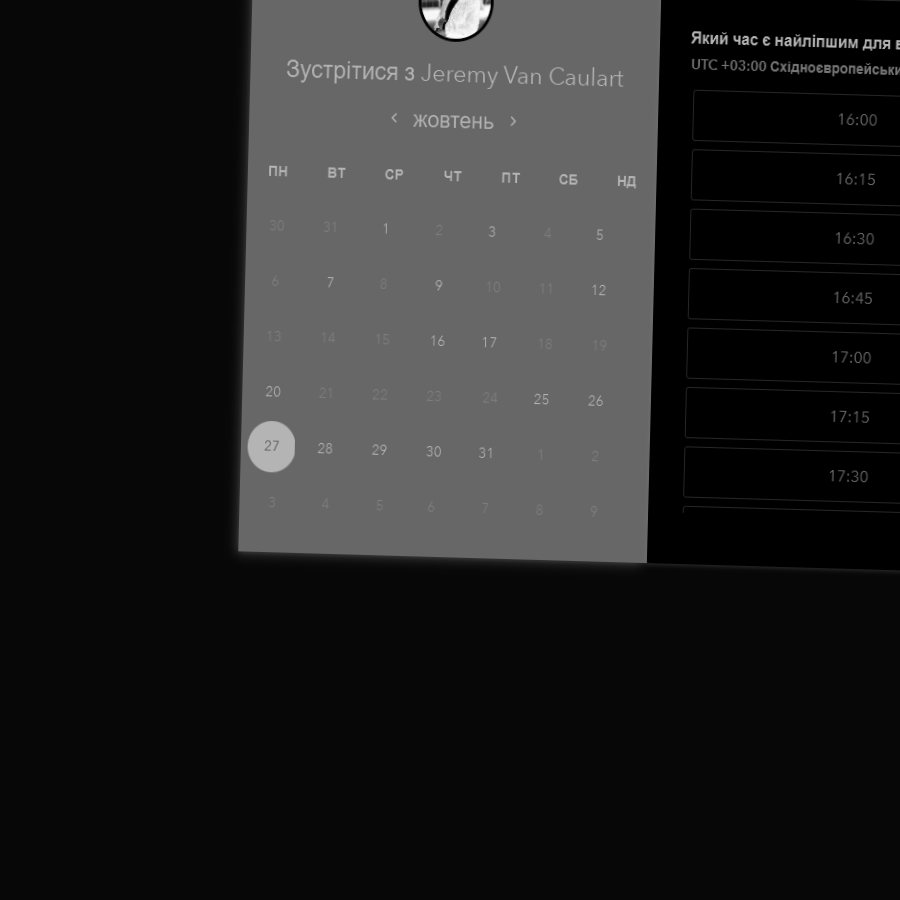 Зустрітися з Jeremy Van Caulart
‹ жовтень ›
ПН ВТ СР ЧТ ПТ СБ НД
30 31 1 2 3 4 5
6 7 8 9 10 11 12
13 14 15 16 17 18 19
20 21 22 23 24 25 26
27 28 29 30 31 1 2
3 4 5 6 7 8 9
Який час є найліпшим для
UTC +03:00
16:00
16:15
16:30
16:45
17:00
17:15
17:30